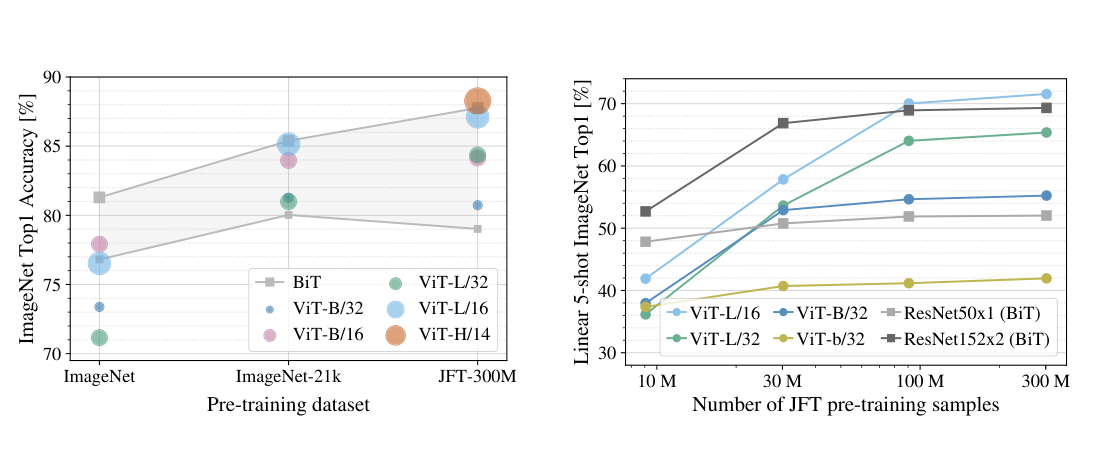 ImageNet Top1 Accuracy [%]
90
85
80
75
70
BiT
ViT-B/32
ViT-B/16
ViT-L/32
ViT-L/16
ViT-H/14
ImageNet
ImageNet-21k
JFT-300M
Pre-training dataset
Linear 5-shot ImageNet Top1 [%]
70
60
50
40
30
ViT-L/16
ViT-L/32
ViT-B/32
ViT-b/32
ResNet50x1 (BiT)
ResNet152x2 (BiT)
10 M
30 M
100 M
300 M
Number of JFT pre-training samples